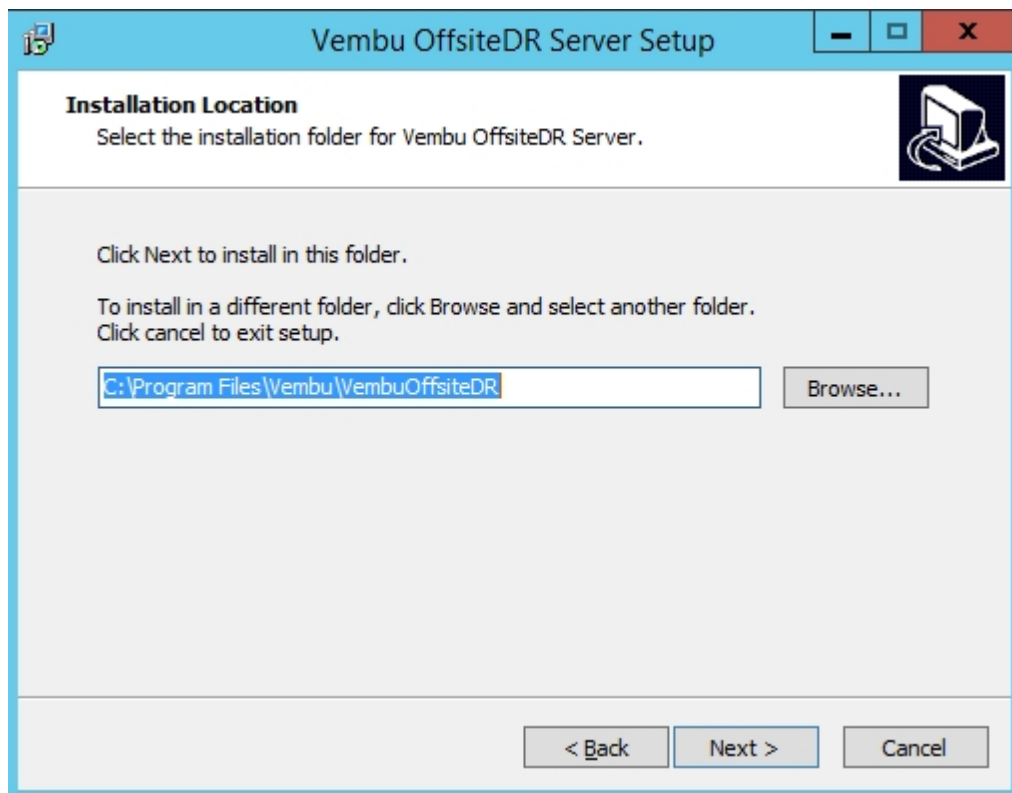 Vembu OffsiteDR Server Setup
Installation Location
Select the installation folder for Vembu OffsiteDR Server.
Click Next to install in this folder.
To install in a different folder, click Browse and select another folder.
Click cancel to exit setup.
C:\Program Files\Vembu\VembuOffsiteDR
Browse...
< Back
Next >
Cancel